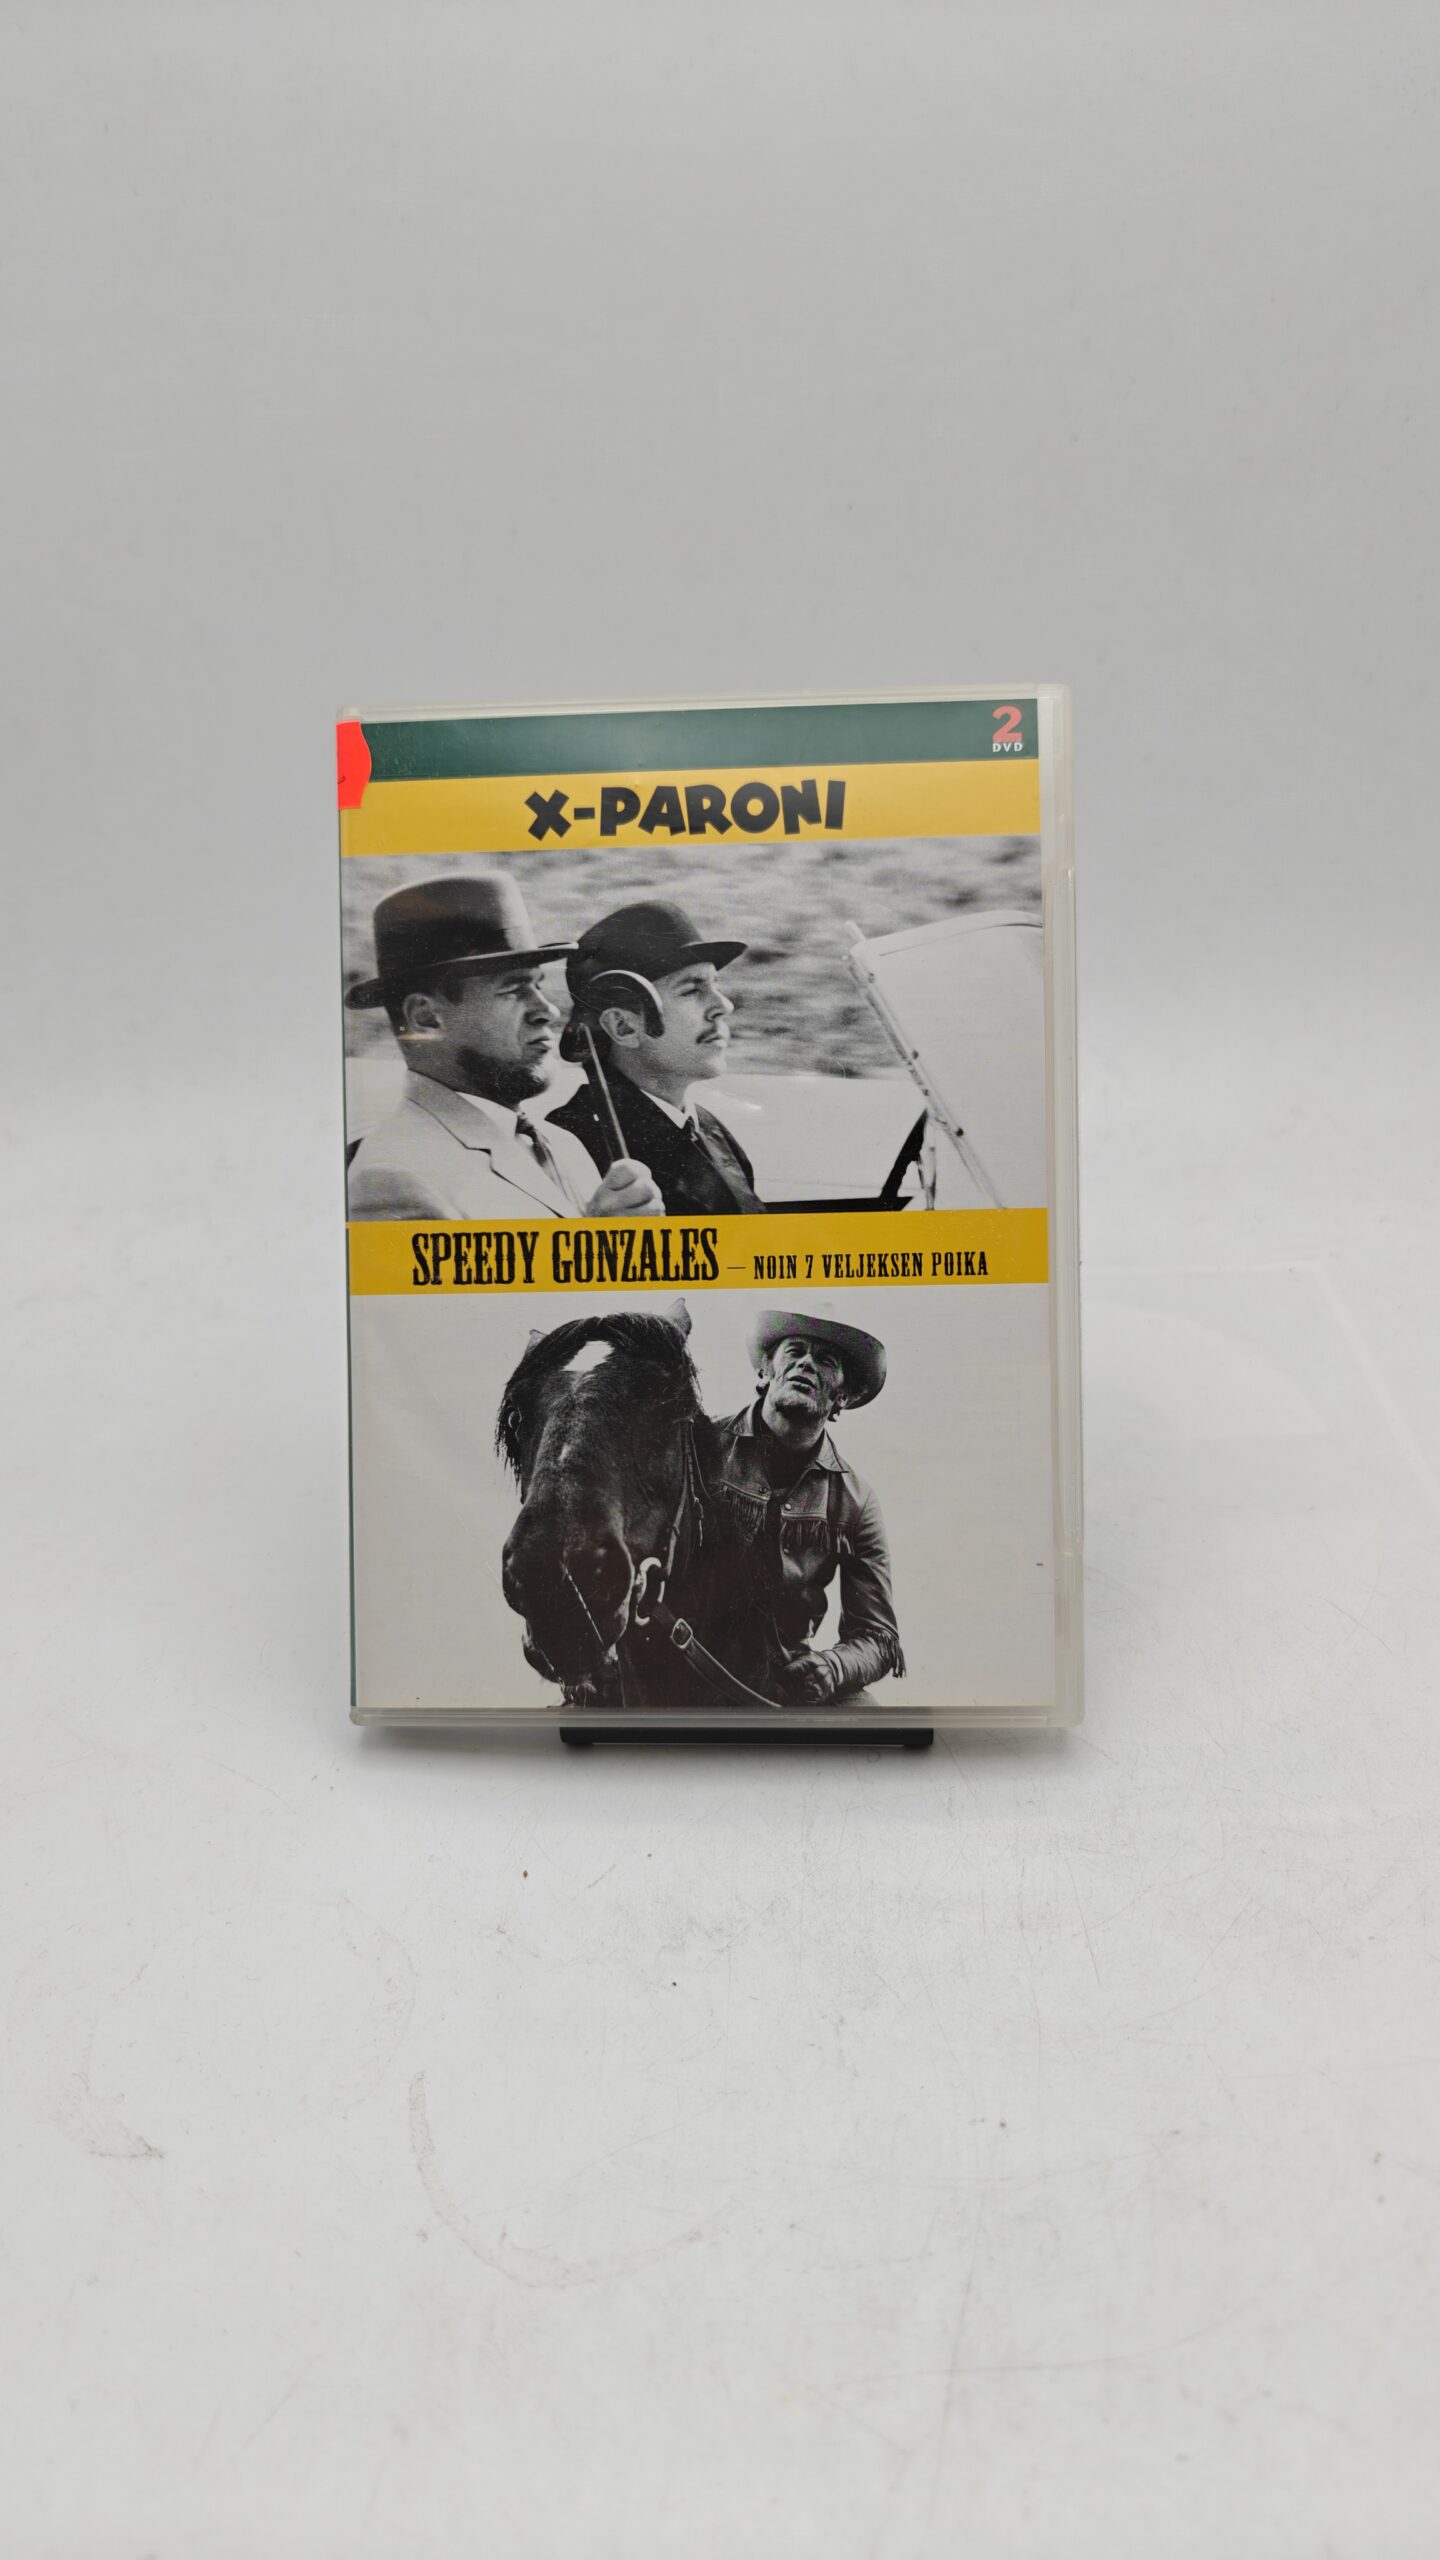 2
DVD
X-PARONI
SPEEDY GONZALES – NOIN 7 VELJEKSEN POIKA